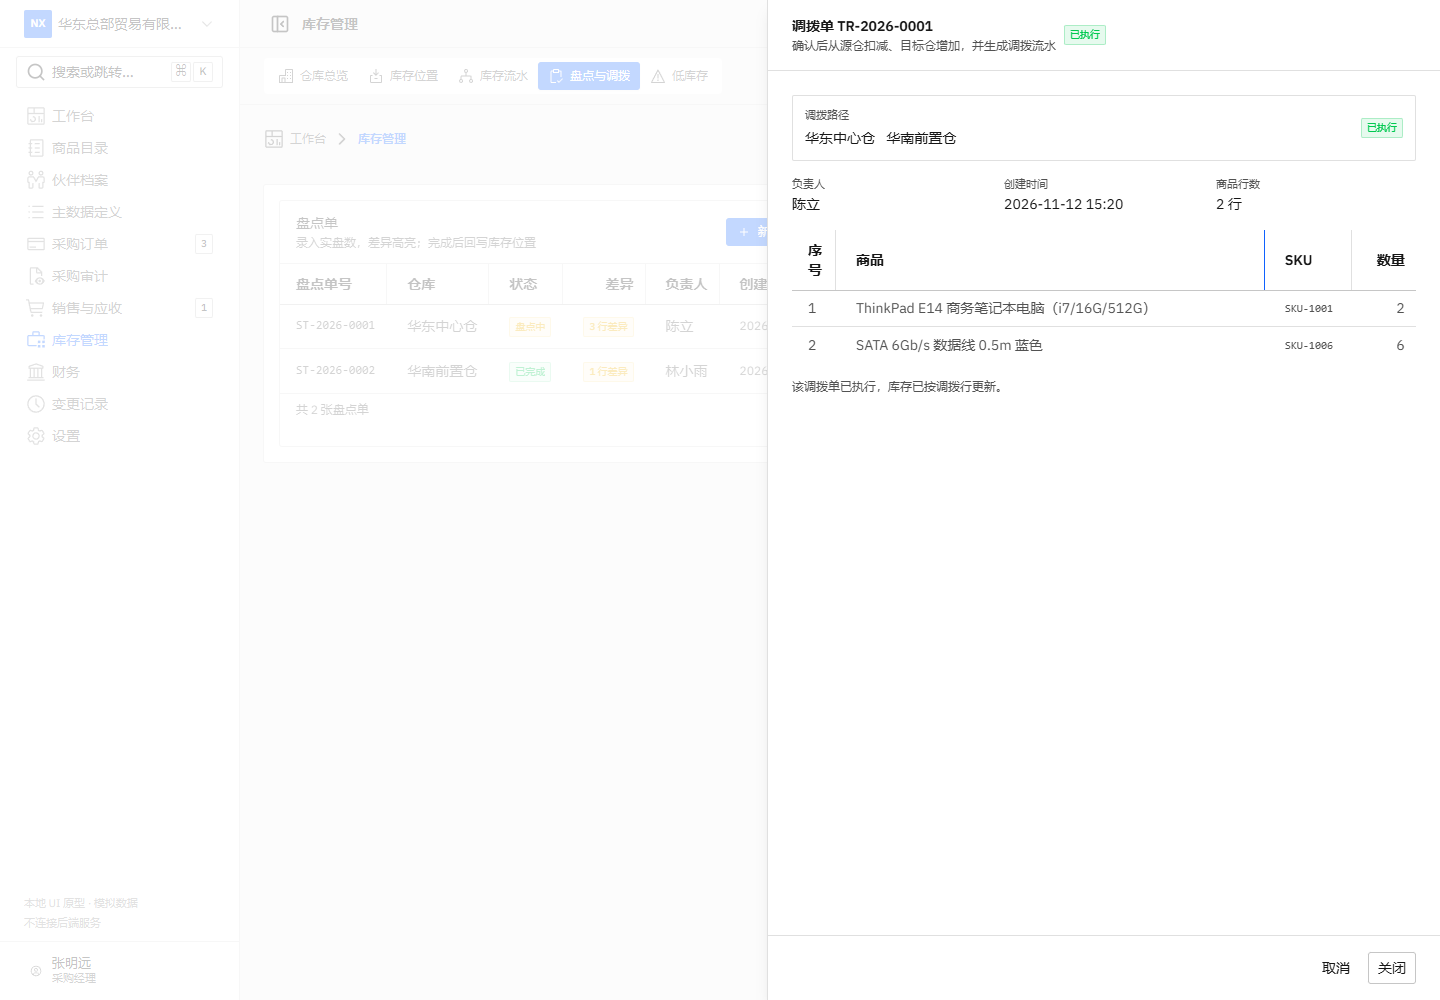 NX 华东总部贸易有限...
搜索或跳转... ⌘ K
工作台
商品目录
伙伴档案
主数据定义
采购订单 3
采购审计
销售与应收 1
库存管理
财务
变更记录
设置
本地 UI 原型 · 模拟数据
不连接后端服务
张明远
采购经理
库存管理
仓库总览 库存位置 库存流水 盘点与调拨 低库存
工作台 库存管理
盘点单
录入实盘数，差异高亮；完成后回写库存位置
+ 新
盘点单号 仓库 状态 差异 负责人 创建
ST-2026-0001 华东中心仓 盘点中 3 行差异 陈立 2026
ST-2026-0002 华南前置仓 已完成 1 行差异 林小雨 2026
共 2 张盘点单
调拨单 TR-2026-0001
确认后从源仓扣减、目标仓增加，并生成调拨流水 已执行
调拨路径
华东中心仓 华南前置仓 已执行
负责人 创建时间 商品行数
陈立 2026-11-12 15:20 2 行
序号 商品 SKU 数量
1 ThinkPad E14 商务笔记本电脑（i7/16G/512G） SKU-1001 2
2 SATA 6Gb/s 数据线 0.5m 蓝色 SKU-1006 6
该调拨单已执行，库存已按调拨行更新。
取消 关闭